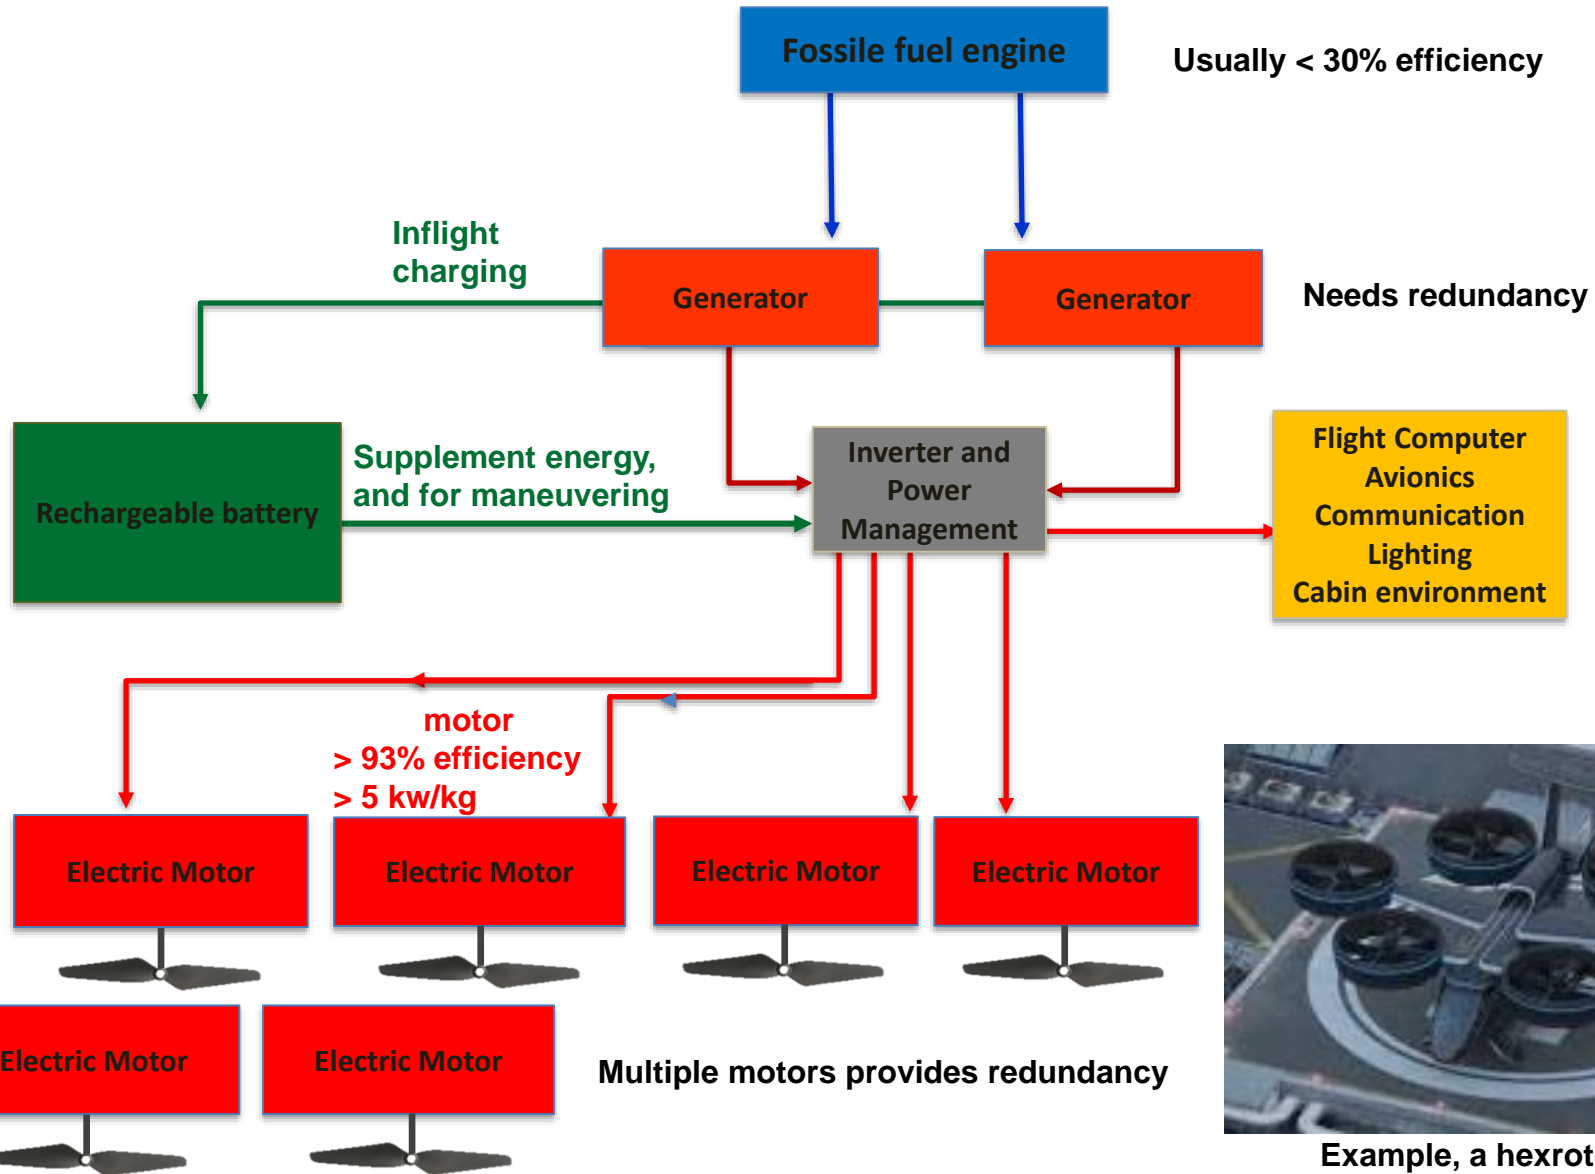 Fossile fuel engine
Usually < 30% efficiency
Inflight
charging
Generator
Generator
Needs redundancy
Rechargeable battery
Supplement energy,
and for maneuvering
Inverter and
Power
Management
Flight Computer
Avionics
Communication
Lighting
Cabin environment
motor
> 93% efficiency
> 5 kw/kg
Electric Motor
Electric Motor
Electric Motor
Electric Motor
Electric Motor
Electric Motor
Multiple motors provides redundancy
Example, a hexrot